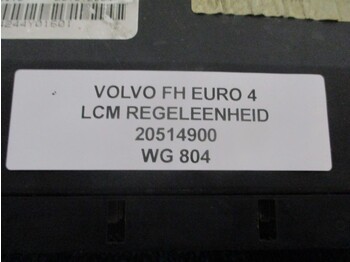 VOLVO FH EURO 4
LCM REGELEENHEID
20514900
WG 804